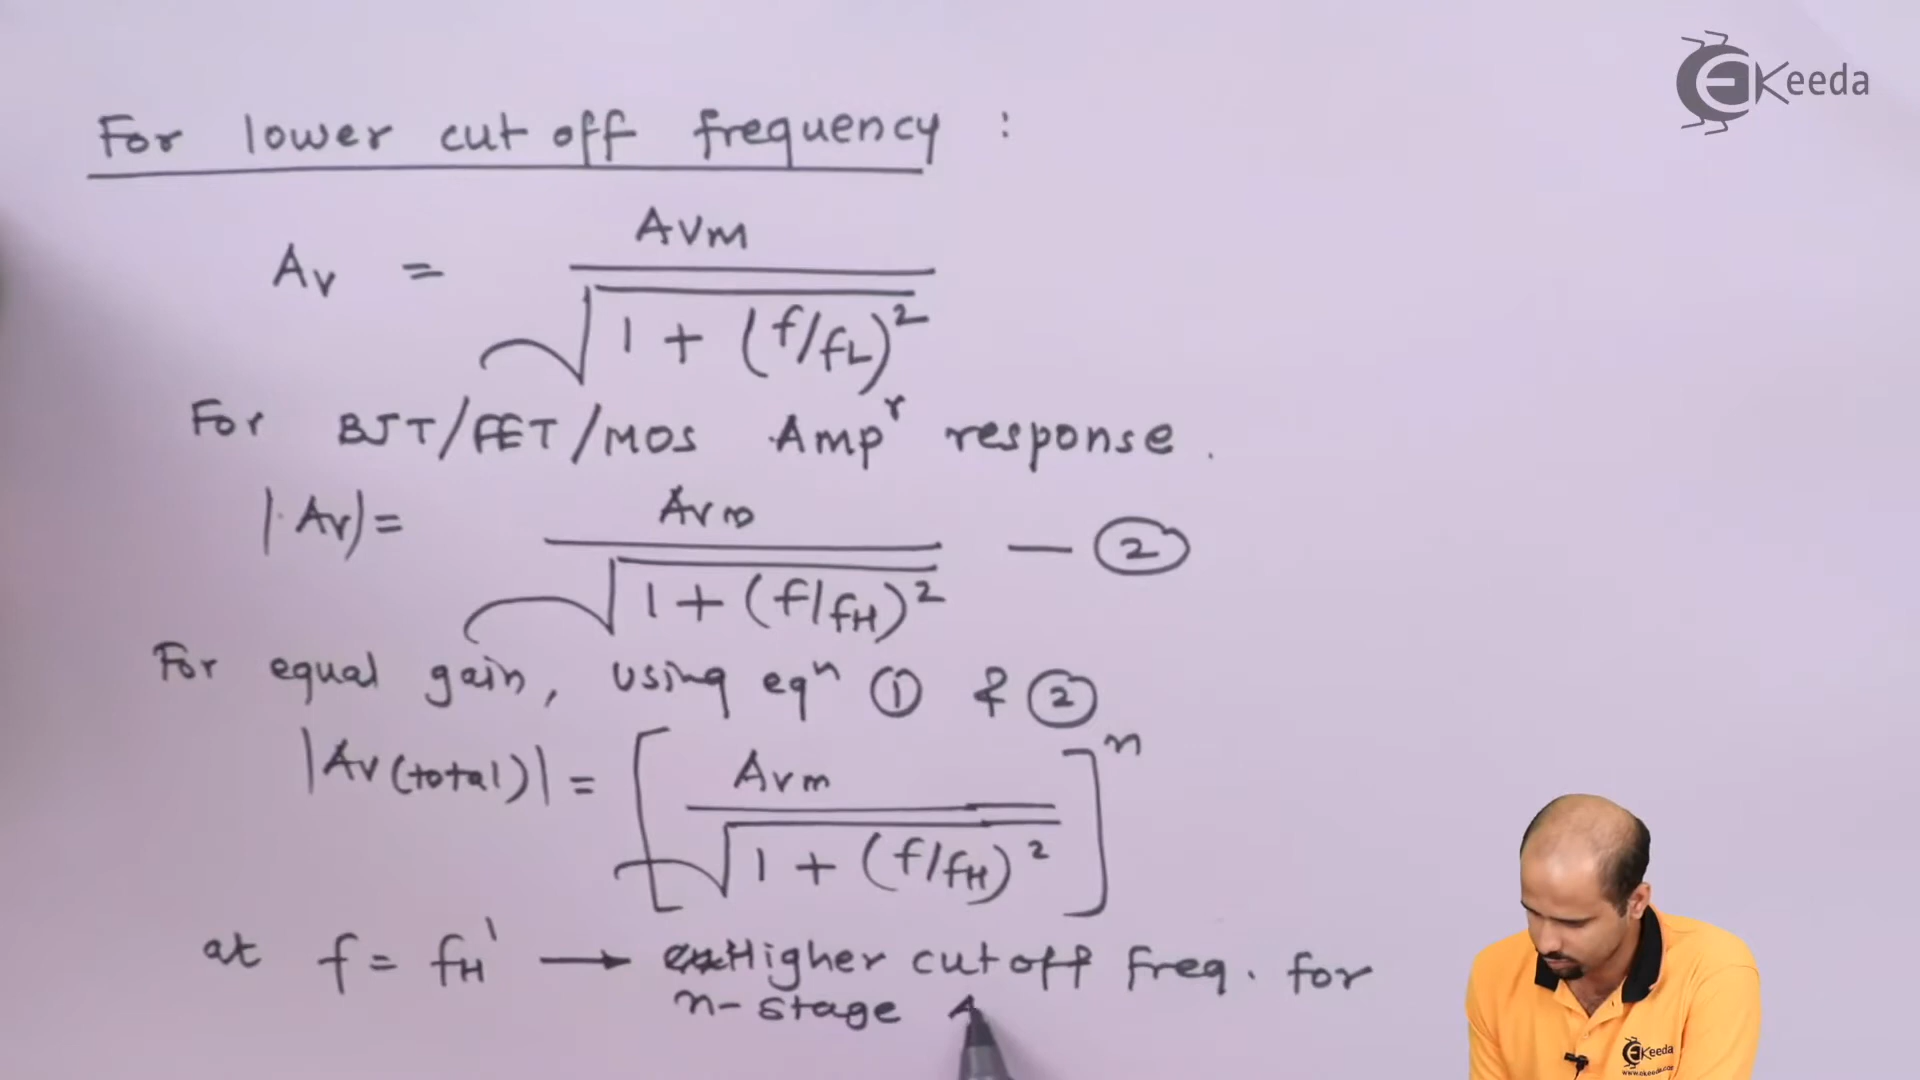 EKeeda
For lower cut off frequency :
Av = Avm / √(1 + (f/fL)²)
For BJT/FET/MOS Ampʳ response.
|Av| = Avm / √(1 + (f/fH)²) — ②
For equal gain, using eqⁿ ① & ②
|Av (total)| = [Avm / √(1 + (f/fH)²)]ⁿ
at f = fH' → Higher cutoff freq. for
n-stage A
EKeeda